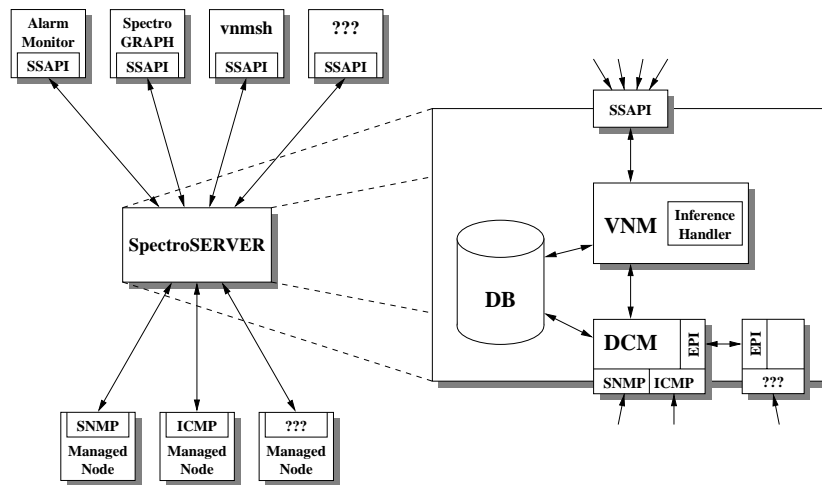 Alarm
Monitor
SSAPI
Spectro
GRAPH
SSAPI
vnmsh
SSAPI
???
SSAPI
SpectroSERVER
SNMP
Managed
Node
ICMP
Managed
Node
???
Managed
Node
SSAPI
VNM
Inference
Handler
DB
DCM
EPI
SNMP
ICMP
EPI
???